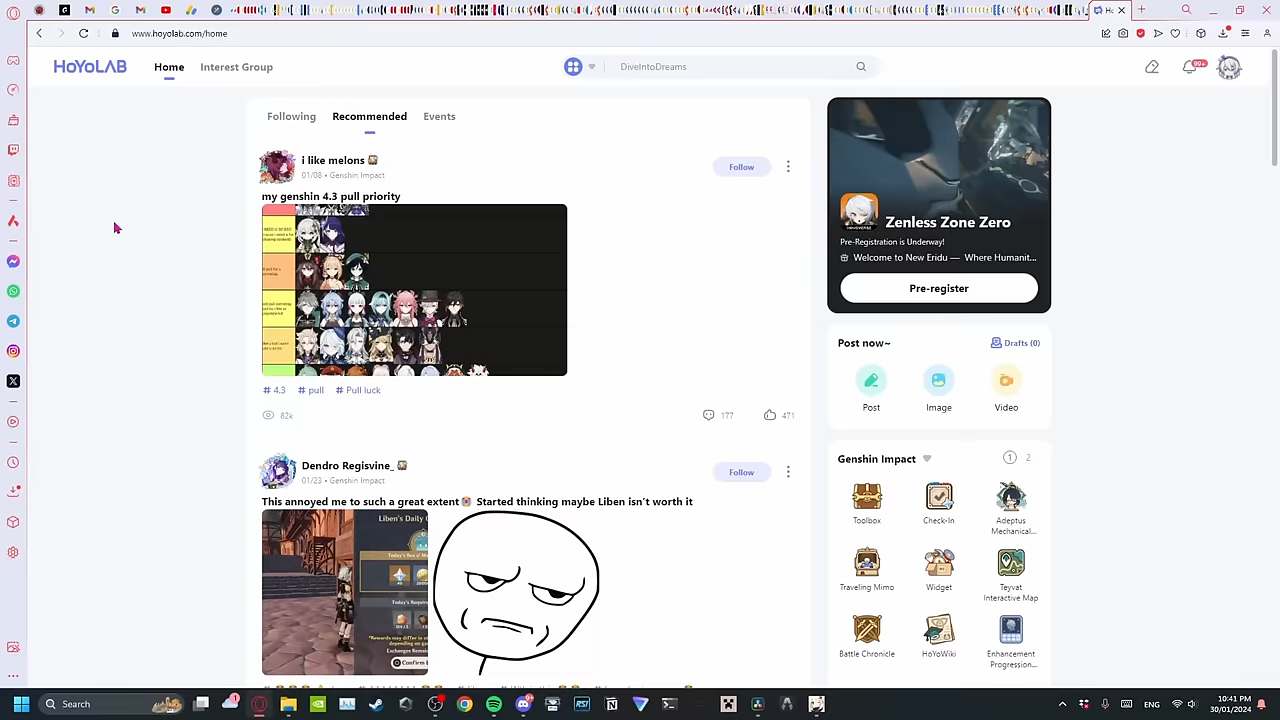 www.hoyolab.com/home
HoYoLAB
Home
Interest Group
DiveIntoDreams
99+
Following
Recommended
Events
i like melons
01/08 • Genshin Impact
Follow
my genshin 4.3 pull priority
# 4.3
# pull
# Pull luck
82k
177
471
Dendro Regisvine_
01/23 • Genshin Impact
Follow
This annoyed me to such a great extent Started thinking maybe Liben isn't worth it
Liben's Daily
Confirm
Zenless Zone Zero
Pre-Registration is Underway!
Welcome to New Eridu — Where Humanit...
Pre-register
Post now~
Drafts (0)
Post
Image
Video
Genshin Impact
1
2
Toolbox
Check-In
Adeptus
Mechanical...
Traveling Mimo
Widget
Teyvat
Interactive Map
Battle Chronicle
HoYoWiki
Enhancement
Progression...
Search
ENG
10:41 PM
30/01/2024